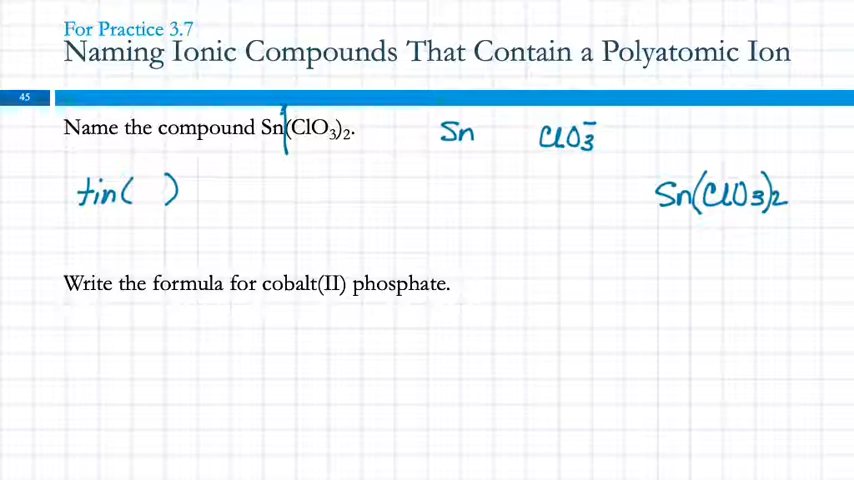 For Practice 3.7
Naming Ionic Compounds That Contain a Polyatomic Ion
45
Name the compound Sn(ClO₃)₂. Sn ClO₃⁻
tin( ) Sn(ClO₃)₂
Write the formula for cobalt(II) phosphate.